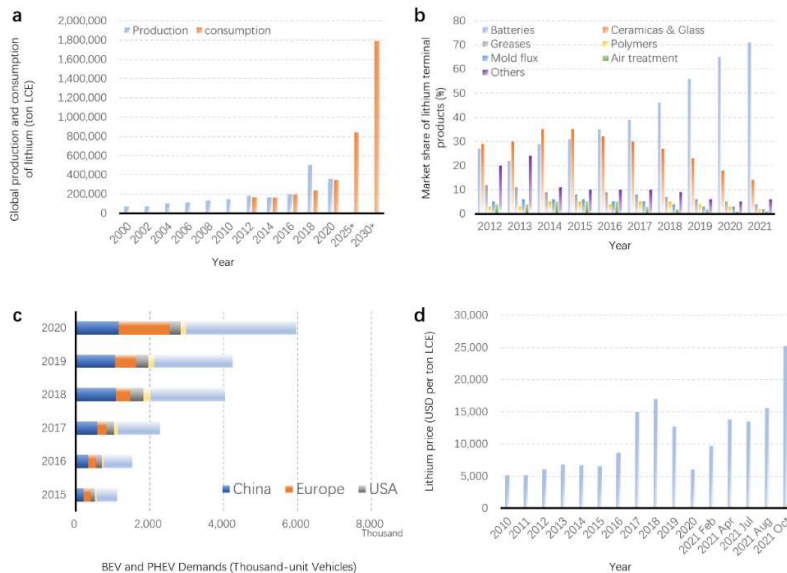 a
Production consumption
Global production and consumption
of lithium (ton LCE)
2,000,000
1,800,000
1,600,000
1,400,000
1,200,000
1,000,000
800,000
600,000
400,000
200,000
0
2000 2002 2004 2006 2008 2010 2012 2014 2016 2018 2020 2025* 2030*
Year
b
Batteries Ceramicas & Glass
Greases Polymers
Mold flux Air treatment
Others
Market share of lithium terminal
products (%)
80
70
60
50
40
30
20
10
0
2012 2013 2014 2015 2016 2017 2018 2019 2020 2021
Year
c
2020
2019
2018
2017
2016
2015
China Europe USA
0 2,000 4,000 6,000 8,000
Thousand
BEV and PHEV Demands (Thousand-unit Vehicles)
d
Lithium price (USD per ton LCE)
30,000
25,000
20,000
15,000
10,000
5,000
0
2010 2011 2012 2013 2014 2015 2016 2017 2018 2019 2020 2021 Feb 2021 Apr 2021 Jul 2021 Aug 2021 Oct
Year